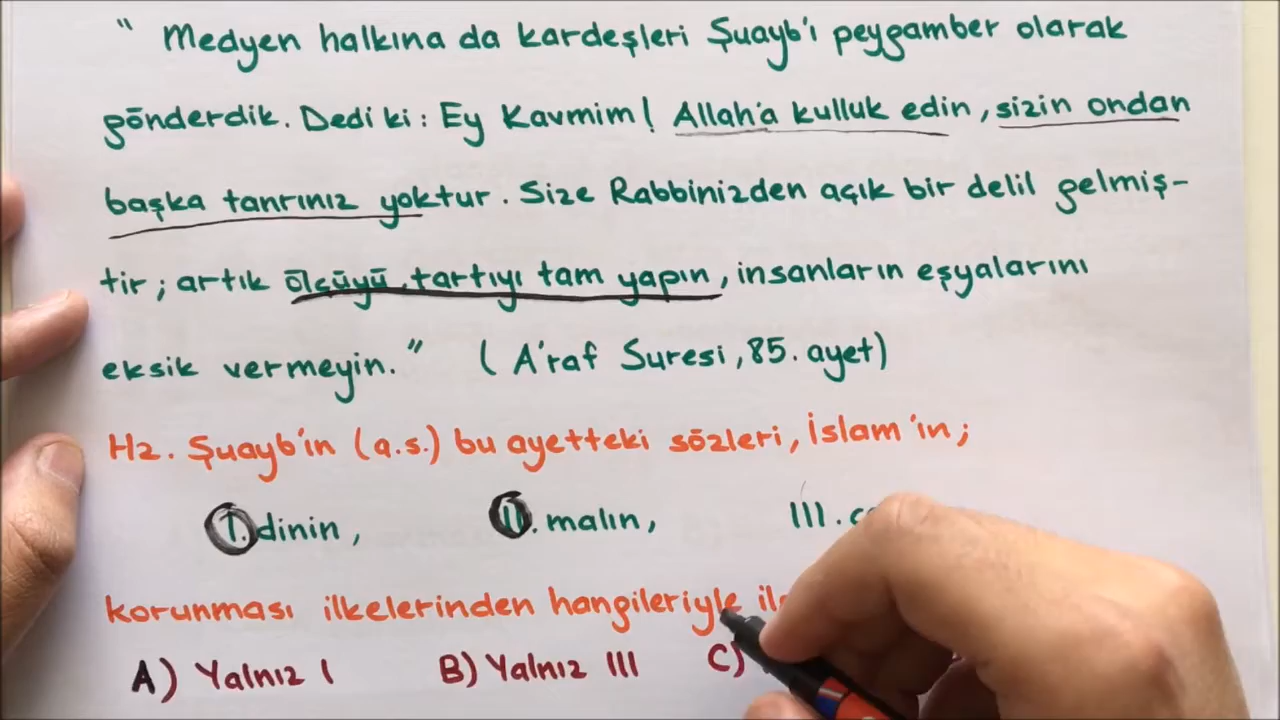 " Medyen halkına da kardeşleri Şuayb'ı peygamber olarak
gönderdik. Dedi ki : Ey Kavmim! Allah'a kulluk edin, sizin ondan
başka tanrınız yoktur. Size Rabbinizden açık bir delil gelmiş-
tir; artık ölçüyü, tartıyı tam yapın, insanların eşyalarını
eksik vermeyin." ( A'raf Suresi, 85. ayet)
Hz. Şuayb'in (a.s.) bu ayetteki sözleri, İslam'in;
I. dinin, II. malın, III.
korunması ilkelerinden hangileriyle
A) Yalnız I B) Yalnız III C)